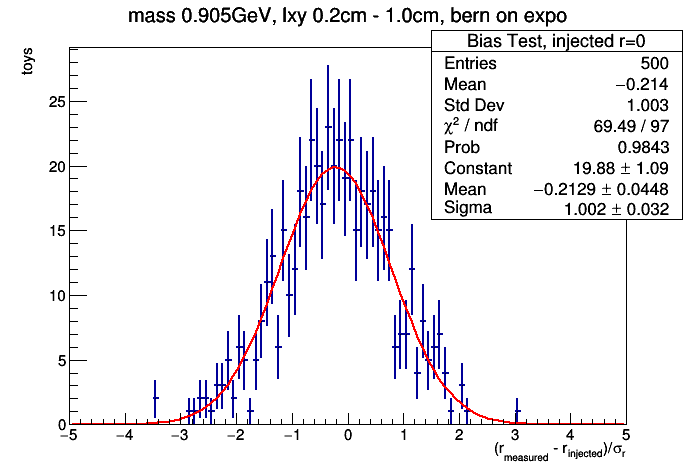 mass 0.905GeV, lxy 0.2cm - 1.0cm, bern on expo
toys
Bias Test, injected r=0
Entries 500
Mean −0.214
Std Dev 1.003
χ² / ndf 69.49 / 97
Prob 0.9843
Constant 19.88 ± 1.09
Mean −0.2129 ± 0.0448
Sigma 1.002 ± 0.032
25
20
15
10
5
0
−5 −4 −3 −2 −1 0 1 2 3 4 5
(r_measured - r_injected)/σ_r